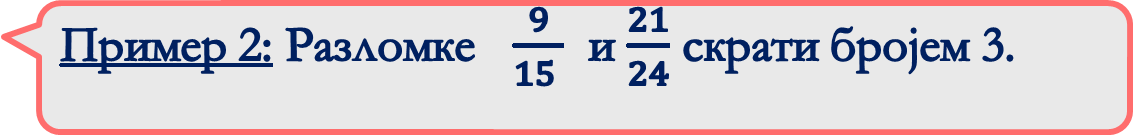 Пример 2: Разломке 9/15 и 21/24 скрати бројем 3.